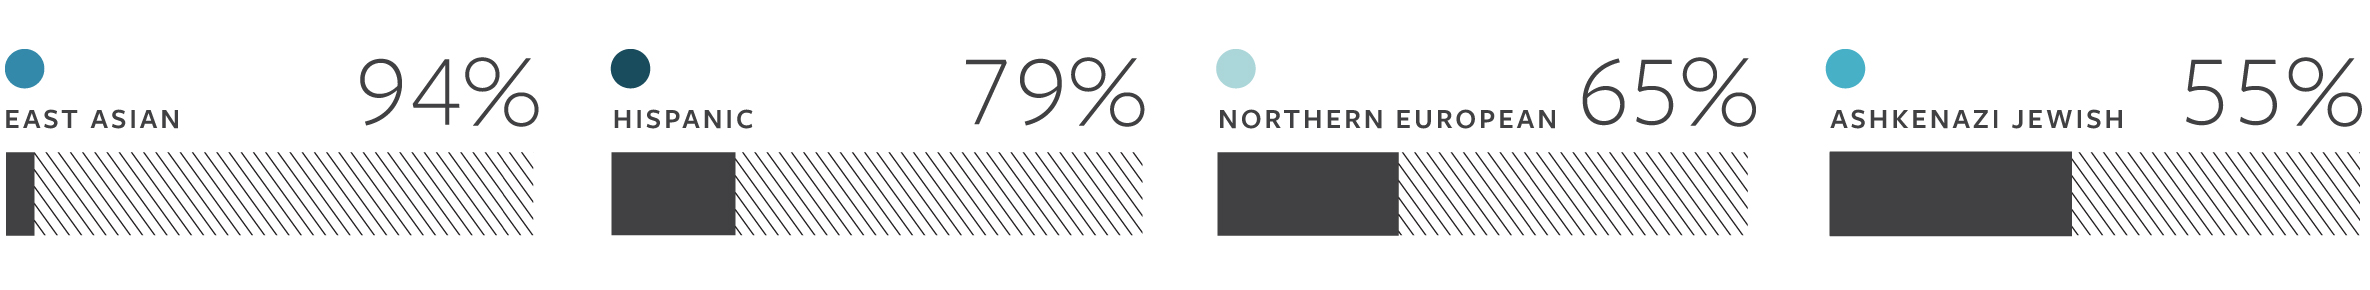 EAST ASIAN 94%
HISPANIC 79%
NORTHERN EUROPEAN 65%
ASHKENAZI JEWISH 55%